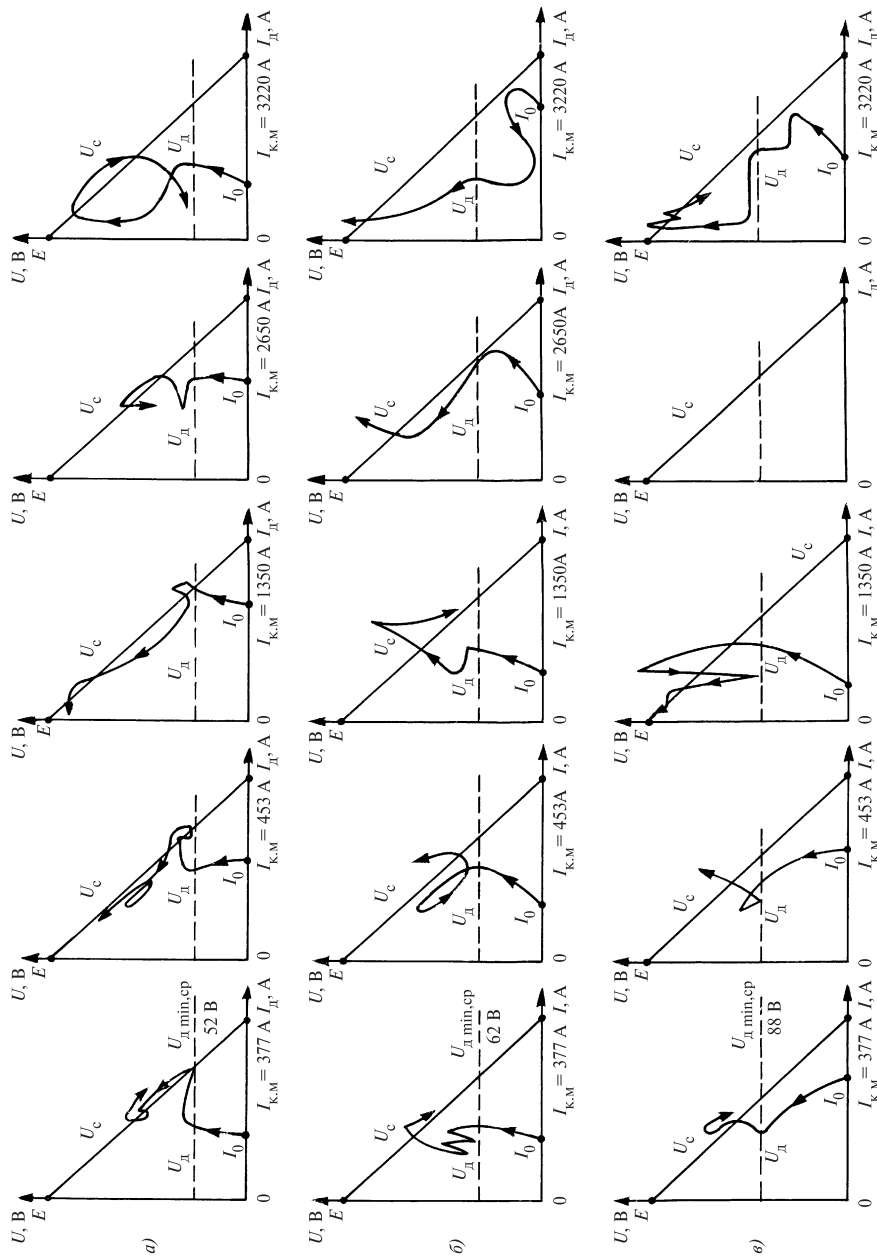 а)
U, В
E
U_с
U_д
U_д min,ср
52 В
I_0
0
I_к.м = 377 А I_д, А
U, В
E
U_с
U_д
I_0
0
I_к.м = 453 А I_д, А
U, В
E
U_с
U_д
I_0
0
I_к.м = 1350 А I_д, А
U, В
E
U_с
U_д
I_0
0
I_к.м = 2650 А I_д, А
U, В
E
U_с
U_д
I_0
0
I_к.м = 3220 А I_д, А
б)
U, В
E
U_с
U_д
U_д min,ср
62 В
I_0
0
I_к.м = 377 А I, А
U, В
E
U_с
U_д
I_0
0
I_к.м = 453А I, А
U, В
E
U_с
U_д
I_0
0
I_к.м = 1350А I, А
U, В
E
U_с
U_д
I_0
0
I_к.м = 2650А I_д, А
U, В
E
U_с
U_д
I_0
0
I_к.м = 3220 А I_д, А
в)
U, В
E
U_с
U_д
U_д min,ср
88 В
I_0
0
I_к.м = 377 А I, А
U, В
E
U_с
U_д
I_0
0
I_к.м = 453 А I, А
U, В
E
U_с
U_д
I_0
0
I_к.м = 1350 А I, А
U, В
E
U_с
0
I_д, А
U, В
E
U_с
U_д
I_0
0
I_к.м = 3220 А I_д, А